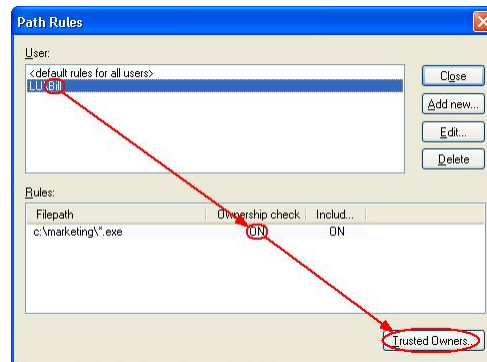 Path Rules
User:
<default rules for all users>
LU\Bill
Close
Add new...
Edit...
Delete
Rules:
Filepath Ownership check Includ...
c:\marketing\*.exe ON ON
Trusted Owners...